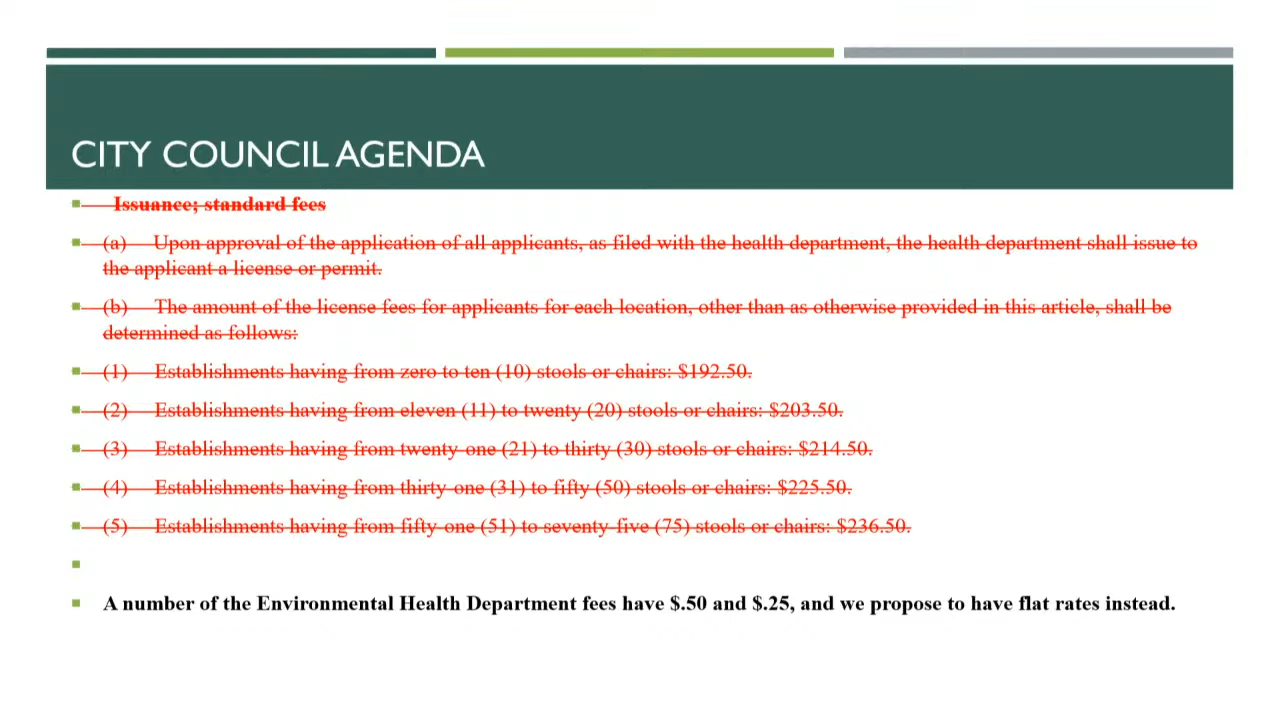 CITY COUNCIL AGENDA
Issuance; standard fees
(a) Upon approval of the application of all applicants, as filed with the health department, the health department shall issue to
the applicant a license or permit.
(b) The amount of the license fees for applicants for each location, other than as otherwise provided in this article, shall be
determined as follows:
(1) Establishments having from zero to ten (10) stools or chairs: $192.50.
(2) Establishments having from eleven (11) to twenty (20) stools or chairs: $203.50.
(3) Establishments having from twenty-one (21) to thirty (30) stools or chairs: $214.50.
(4) Establishments having from thirty-one (31) to fifty (50) stools or chairs: $225.50.
(5) Establishments having from fifty-one (51) to seventy-five (75) stools or chairs: $236.50.
A number of the Environmental Health Department fees have $.50 and $.25, and we propose to have flat rates instead.